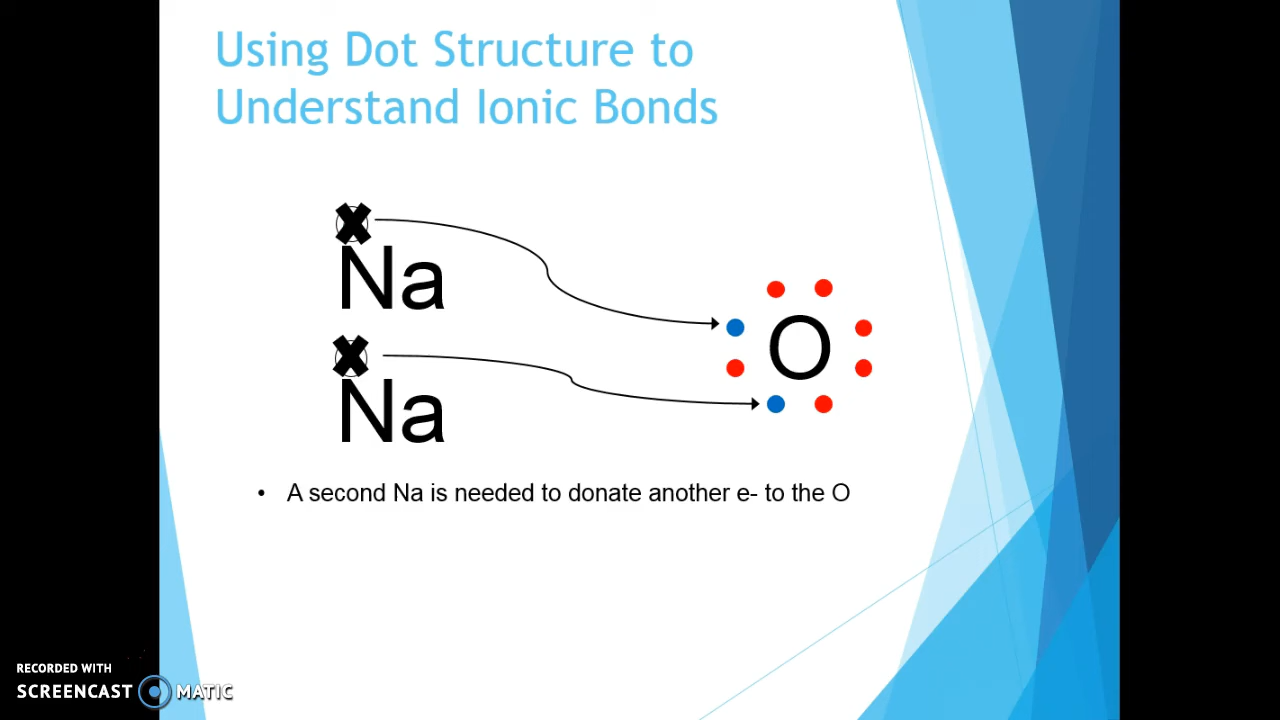 Using Dot Structure to
Understand Ionic Bonds
Na
O
Na
• A second Na is needed to donate another e- to the O
RECORDED WITH
SCREENCAST MATIC